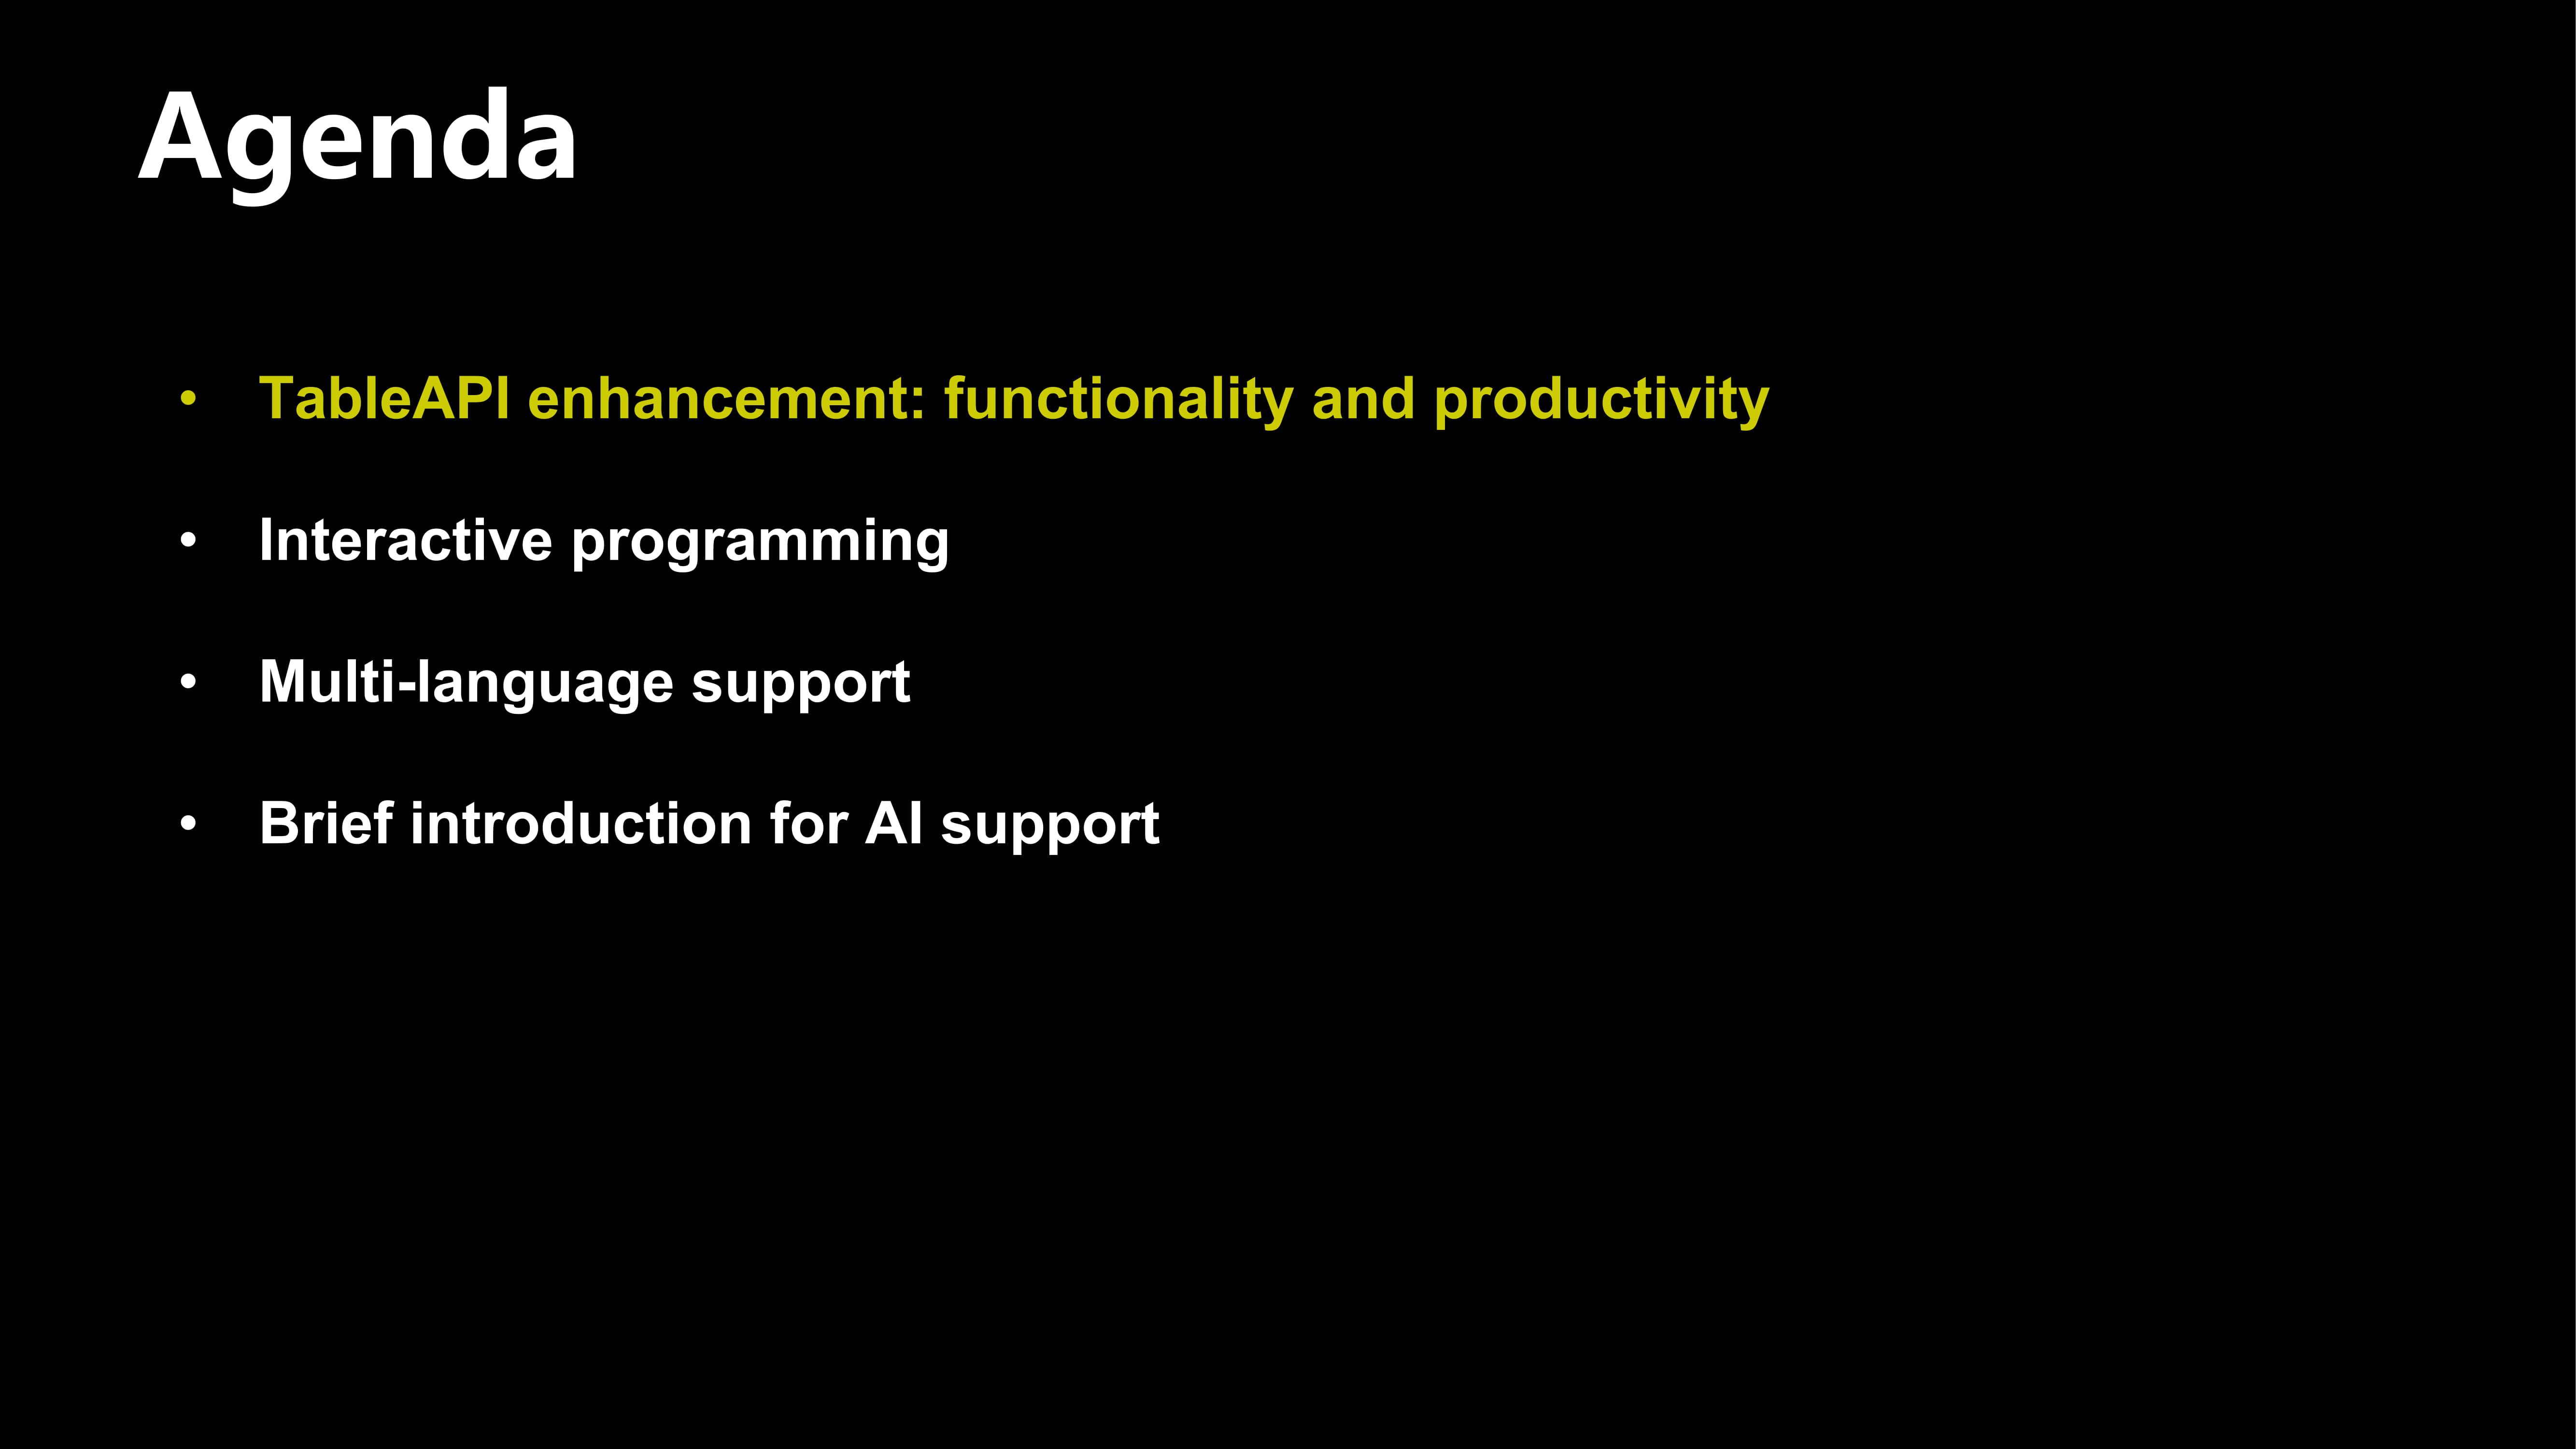 Agenda
• TableAPI enhancement: functionality and productivity
• Interactive programming
• Multi-language support
• Brief introduction for AI support